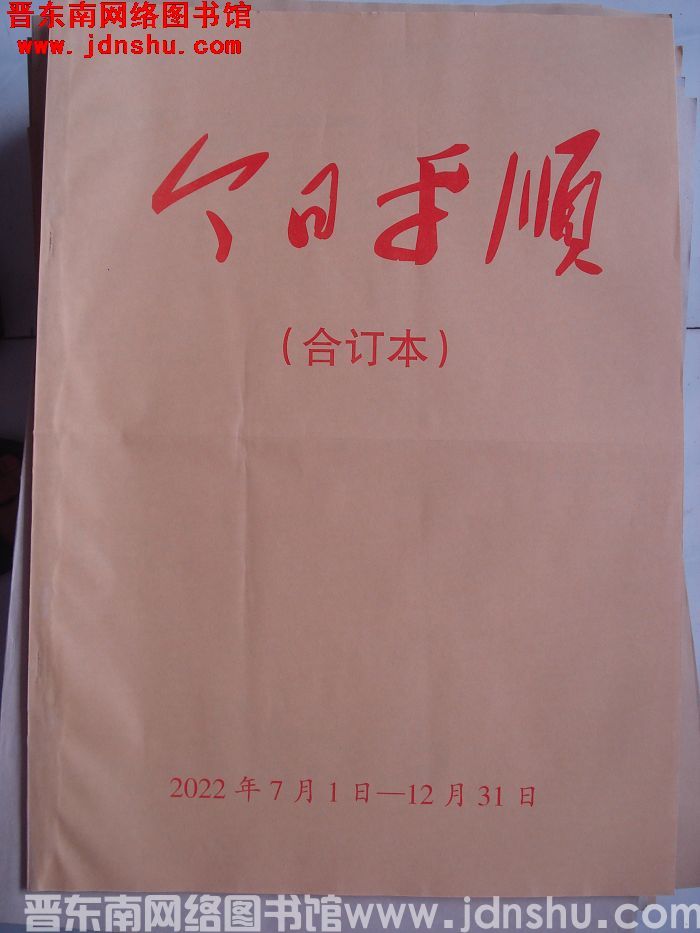 晋东南网络图书馆
www.jdnshu.com
今日平順
（合订本）
2022年7月1日—12月31日
晋东南网络图书馆www.jdnshu.com